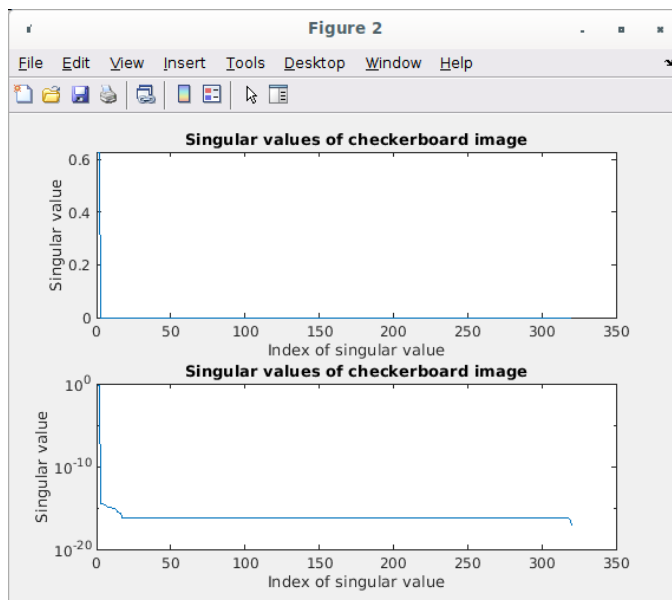 Figure 2
File Edit View Insert Tools Desktop Window Help
Singular values of checkerboard image
0.6
0.4
0.2
0
Singular value
0 50 100 150 200 250 300 350
Index of singular value
Singular values of checkerboard image
10^0
10^-10
10^-20
Singular value
0 50 100 150 200 250 300 350
Index of singular value